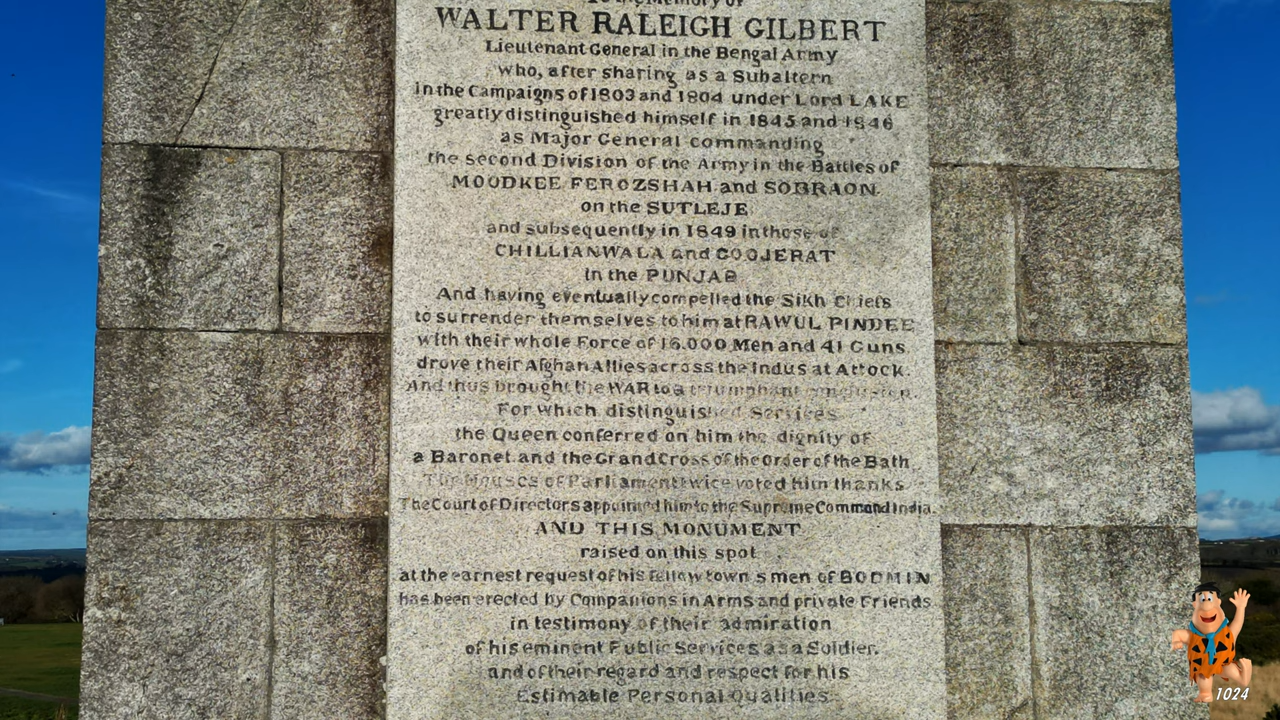 To the Memory of
WALTER RALEIGH GILBERT
Lieutenant General in the Bengal Army
who, after sharing as a Subaltern
In the Campaigns of 1803 and 1804 under Lord LAKE
greatly distinguished himself in 1845 and 1846
as Major General commanding
the second Division of the Army in the Battles of
MOODKEE FEROZSHAH and SOBRAON.
on the SUTLEJE
and subsequently in 1849 in those of
CHILLIANWALA and GOOJERAT
in the PUNJAB
And having eventually compelled the Sikh Chiefs
to surrender themselves to him at RAWUL PINDEE
with their whole Force of 16.000 Men and 41 Guns.
drove their Afghan Allies across the Indus at Attock.
And thus brought the WAR to a triumphant conclusion.
For which distinguished Services
the Queen conferred on him the dignity of
a Baronet and the Grand Cross of the Order of the Bath
The Houses of Parliament twice voted him thanks
The Court of Directors appointed him to the Supreme Command India.
AND THIS MONUMENT
raised on this spot
at the earnest request of his fellow town's men of BODMIN
has been erected by Companions in Arms and private Friends
in testimony of their admiration
of his eminent Public Services as a Soldier.
and of their regard and respect for his
Estimable Personal Qualities
1024